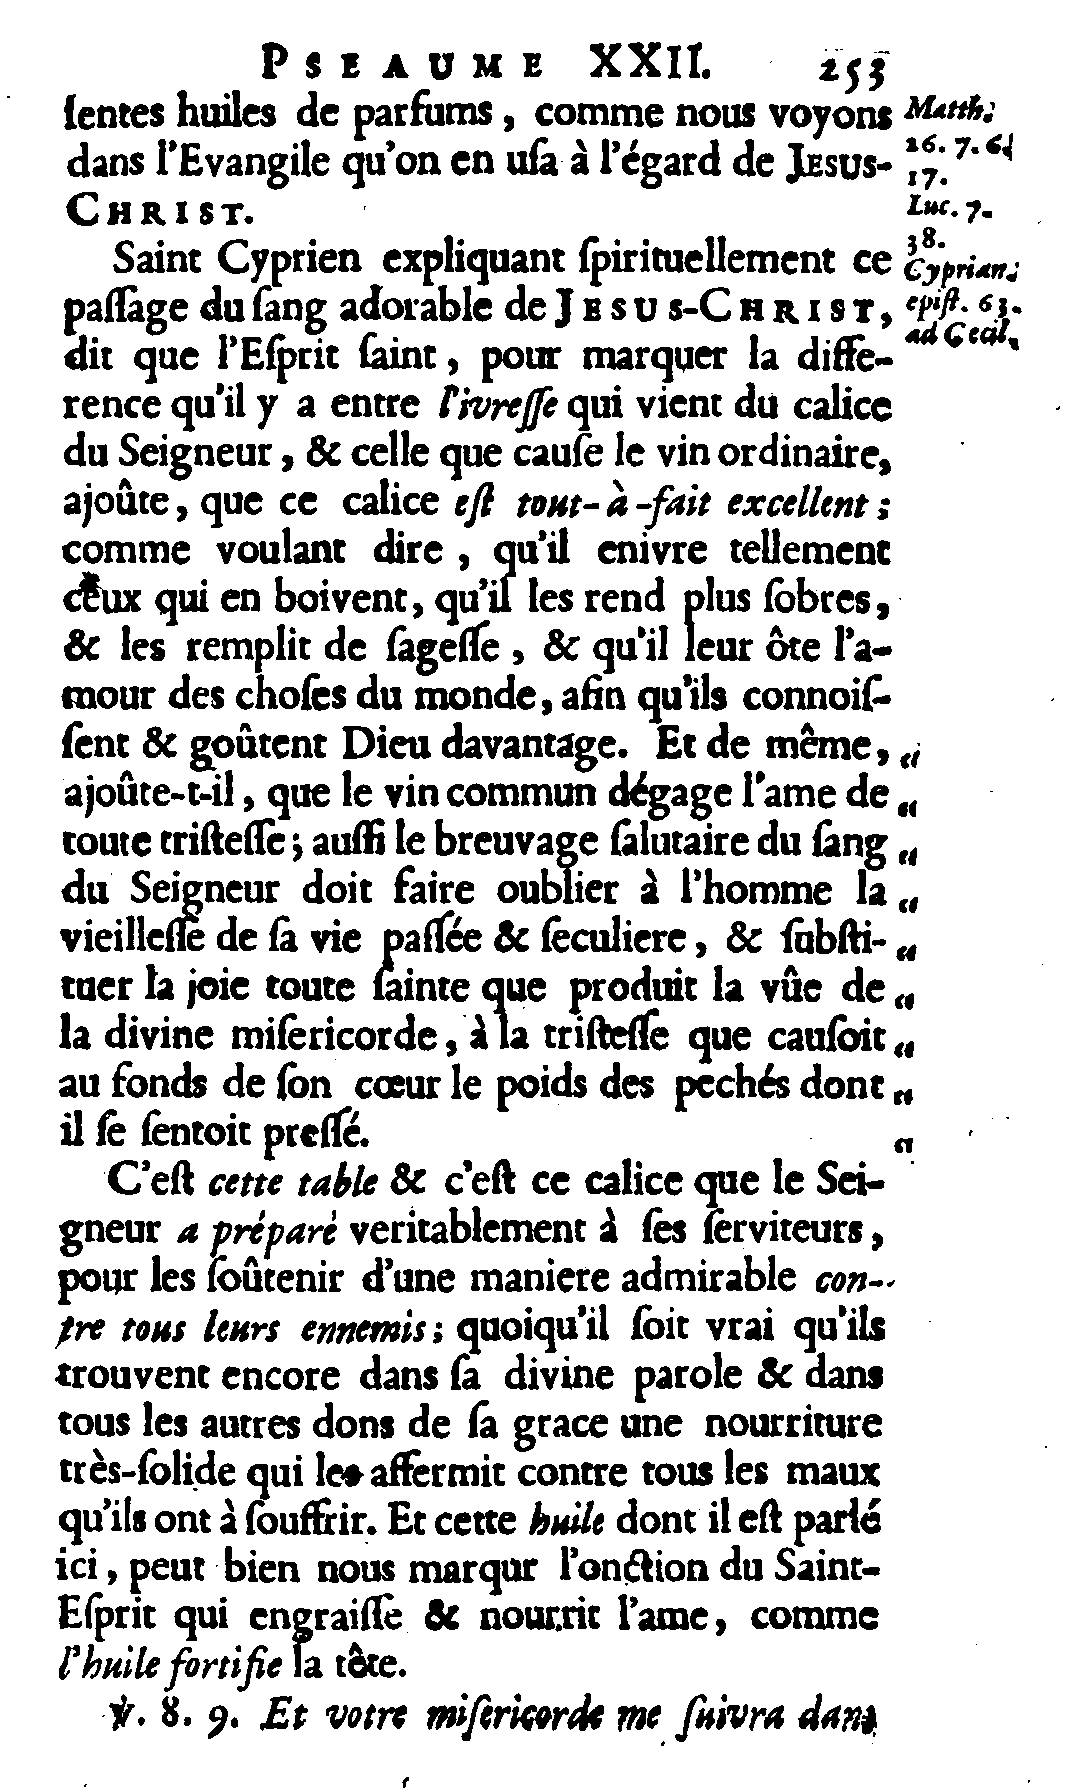 PSEAUME XXII. 253
ſentes huiles de parfums, comme nous voyons
dans l'Evangile qu'on en uſa à l'égard de JESUS-
CHRIST.
Matth.
26. 7. 6.
17.
Luc. 7.
38.
Cyprian.
epiſt. 63.
ad Cecil.
Saint Cyprien expliquant ſpirituellement ce
paſſage du ſang adorable de JESUS-CHRIST,
dit que l'Eſprit ſaint, pour marquer la diffe-
rence qu'il y a entre l'ivreſſe qui vient du calice
du Seigneur, & celle que cauſe le vin ordinaire,
ajoûte, que ce calice eſt tout-à-fait excellent;
comme voulant dire, qu'il enivre tellement
ceux qui en boivent, qu'il les rend plus ſobres,
& les remplit de ſageſſe, & qu'il leur ôte l'a-
mour des choſes du monde, afin qu'ils connoiſ-
ſent & goûtent Dieu davantage. Et de même, „
ajoûte-t-il, que le vin commun dégage l'ame de „
toute triſteſſe; auſſi le breuvage ſalutaire du ſang „
du Seigneur doit faire oublier à l'homme la „
vieilleſſe de ſa vie paſſée & ſeculiere, & ſubſti- „
tuer la joie toute ſainte que produit la vûe de „
la divine miſericorde, à la triſteſſe que cauſoit „
au fonds de ſon cœur le poids des pechés dont „
il ſe ſentoit preſſé. „
C'eſt cette table & c'eſt ce calice que le Sei-
gneur a préparé veritablement à ſes ſerviteurs,
pour les ſoûtenir d'une maniere admirable con-
tre tous leurs ennemis; quoiqu'il ſoit vrai qu'ils
trouvent encore dans ſa divine parole & dans
tous les autres dons de ſa grace une nourriture
très-ſolide qui les affermit contre tous les maux
qu'ils ont à ſouffrir. Et cette huile dont il eſt parlé
ici, peut bien nous marqur l'onction du Saint-
Eſprit qui engraiſſe & nourrit l'ame, comme
l'huile fortifie la tête.
℣. 8. 9. Et votre miſericorde me ſuivra dans